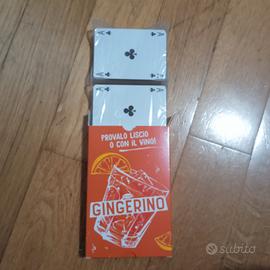 A A
A A
PROVALO LISCIO
O CON IL VINO!
GINGERINO
subito